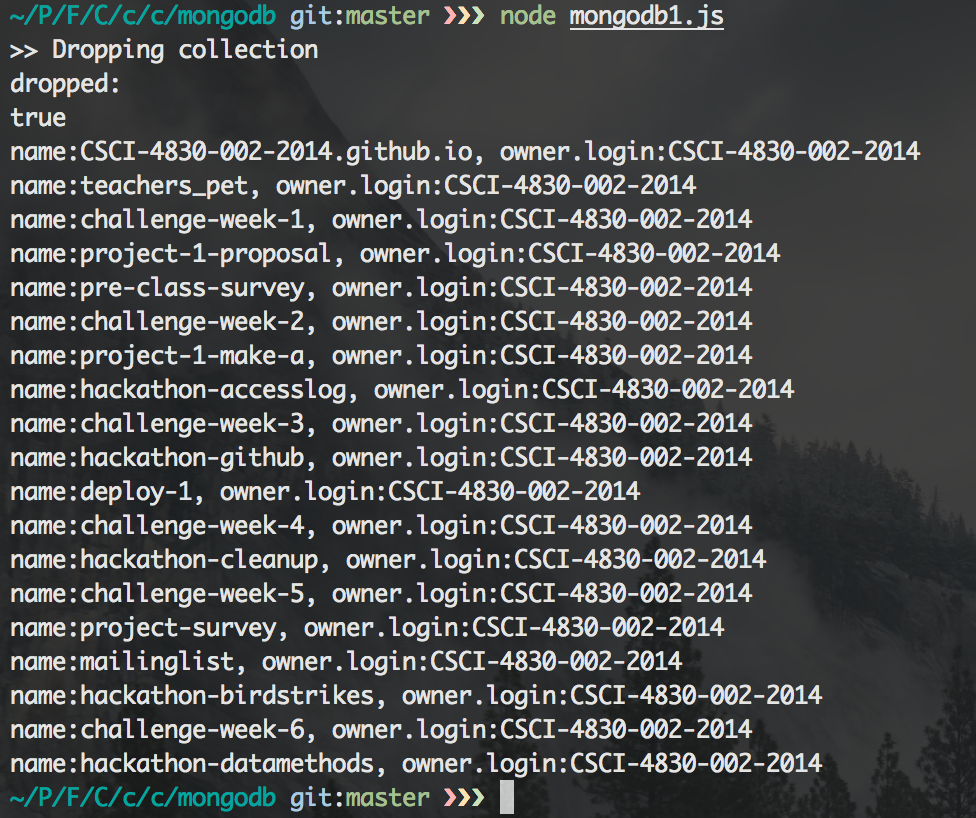 ~/P/F/C/c/c/mongodb git:master ❯❯❯ node mongodb1.js
>> Dropping collection
dropped:
true
name:CSCI-4830-002-2014.github.io, owner.login:CSCI-4830-002-2014
name:teachers_pet, owner.login:CSCI-4830-002-2014
name:challenge-week-1, owner.login:CSCI-4830-002-2014
name:project-1-proposal, owner.login:CSCI-4830-002-2014
name:pre-class-survey, owner.login:CSCI-4830-002-2014
name:challenge-week-2, owner.login:CSCI-4830-002-2014
name:project-1-make-a, owner.login:CSCI-4830-002-2014
name:hackathon-accesslog, owner.login:CSCI-4830-002-2014
name:challenge-week-3, owner.login:CSCI-4830-002-2014
name:hackathon-github, owner.login:CSCI-4830-002-2014
name:deploy-1, owner.login:CSCI-4830-002-2014
name:challenge-week-4, owner.login:CSCI-4830-002-2014
name:hackathon-cleanup, owner.login:CSCI-4830-002-2014
name:challenge-week-5, owner.login:CSCI-4830-002-2014
name:project-survey, owner.login:CSCI-4830-002-2014
name:mailinglist, owner.login:CSCI-4830-002-2014
name:hackathon-birdstrikes, owner.login:CSCI-4830-002-2014
name:challenge-week-6, owner.login:CSCI-4830-002-2014
name:hackathon-datamethods, owner.login:CSCI-4830-002-2014
~/P/F/C/c/c/mongodb git:master ❯❯❯